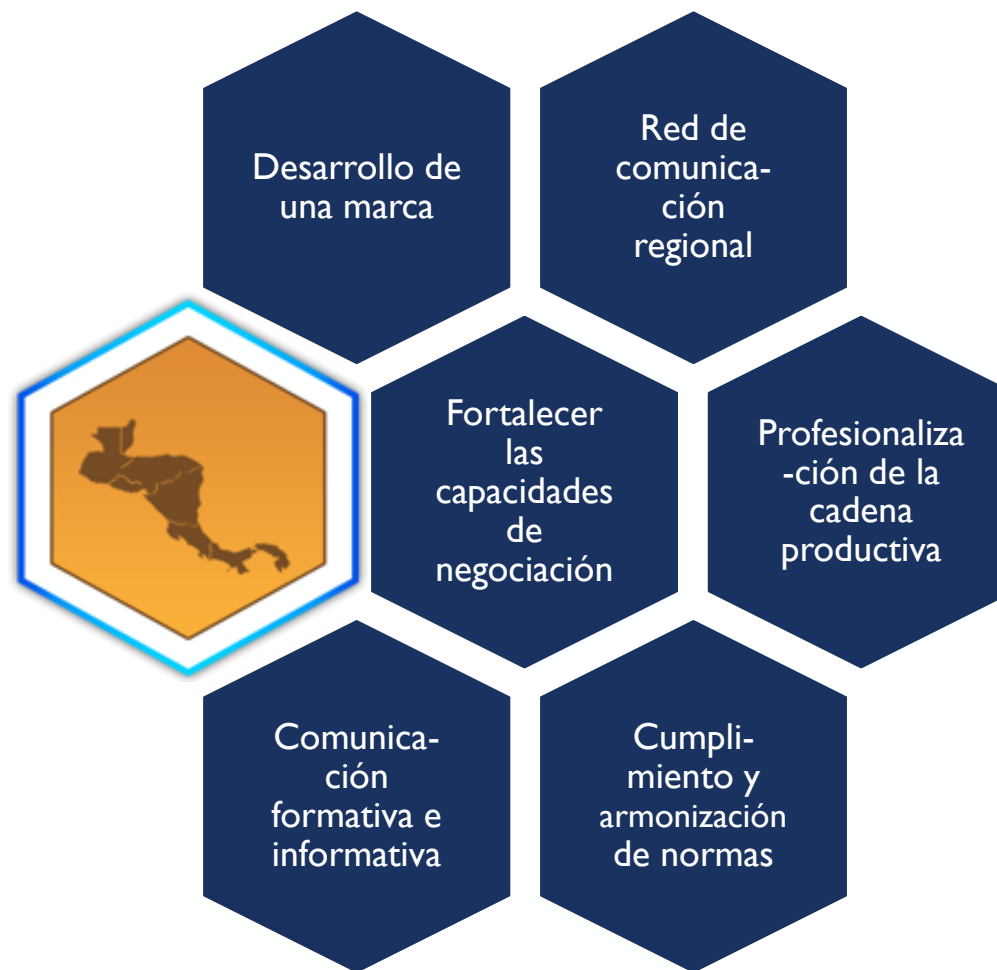 Desarrollo de
una marca
Red de
comunica-
ción
regional
Fortalecer
las
capacidades
de
negociación
Profesionaliza
-ción de la
cadena
productiva
Comunica-
ción
formativa e
informativa
Cumpli-
miento y
armonización
de normas